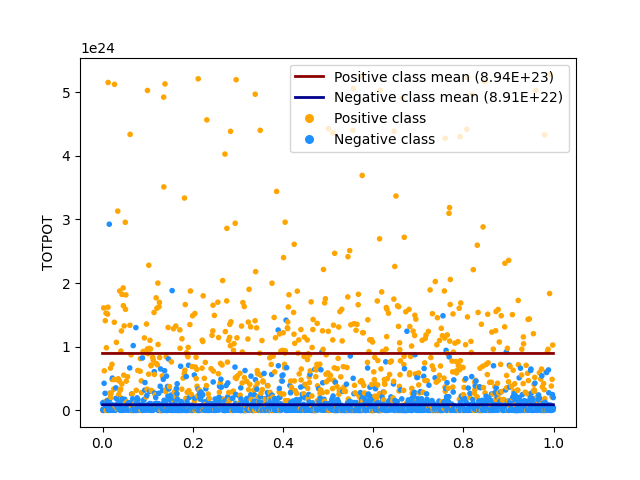 1e24
Positive class mean (8.94E+23)
Negative class mean (8.91E+22)
Positive class
Negative class
5
4
3
2
1
0
TOTPOT
0.0 0.2 0.4 0.6 0.8 1.0